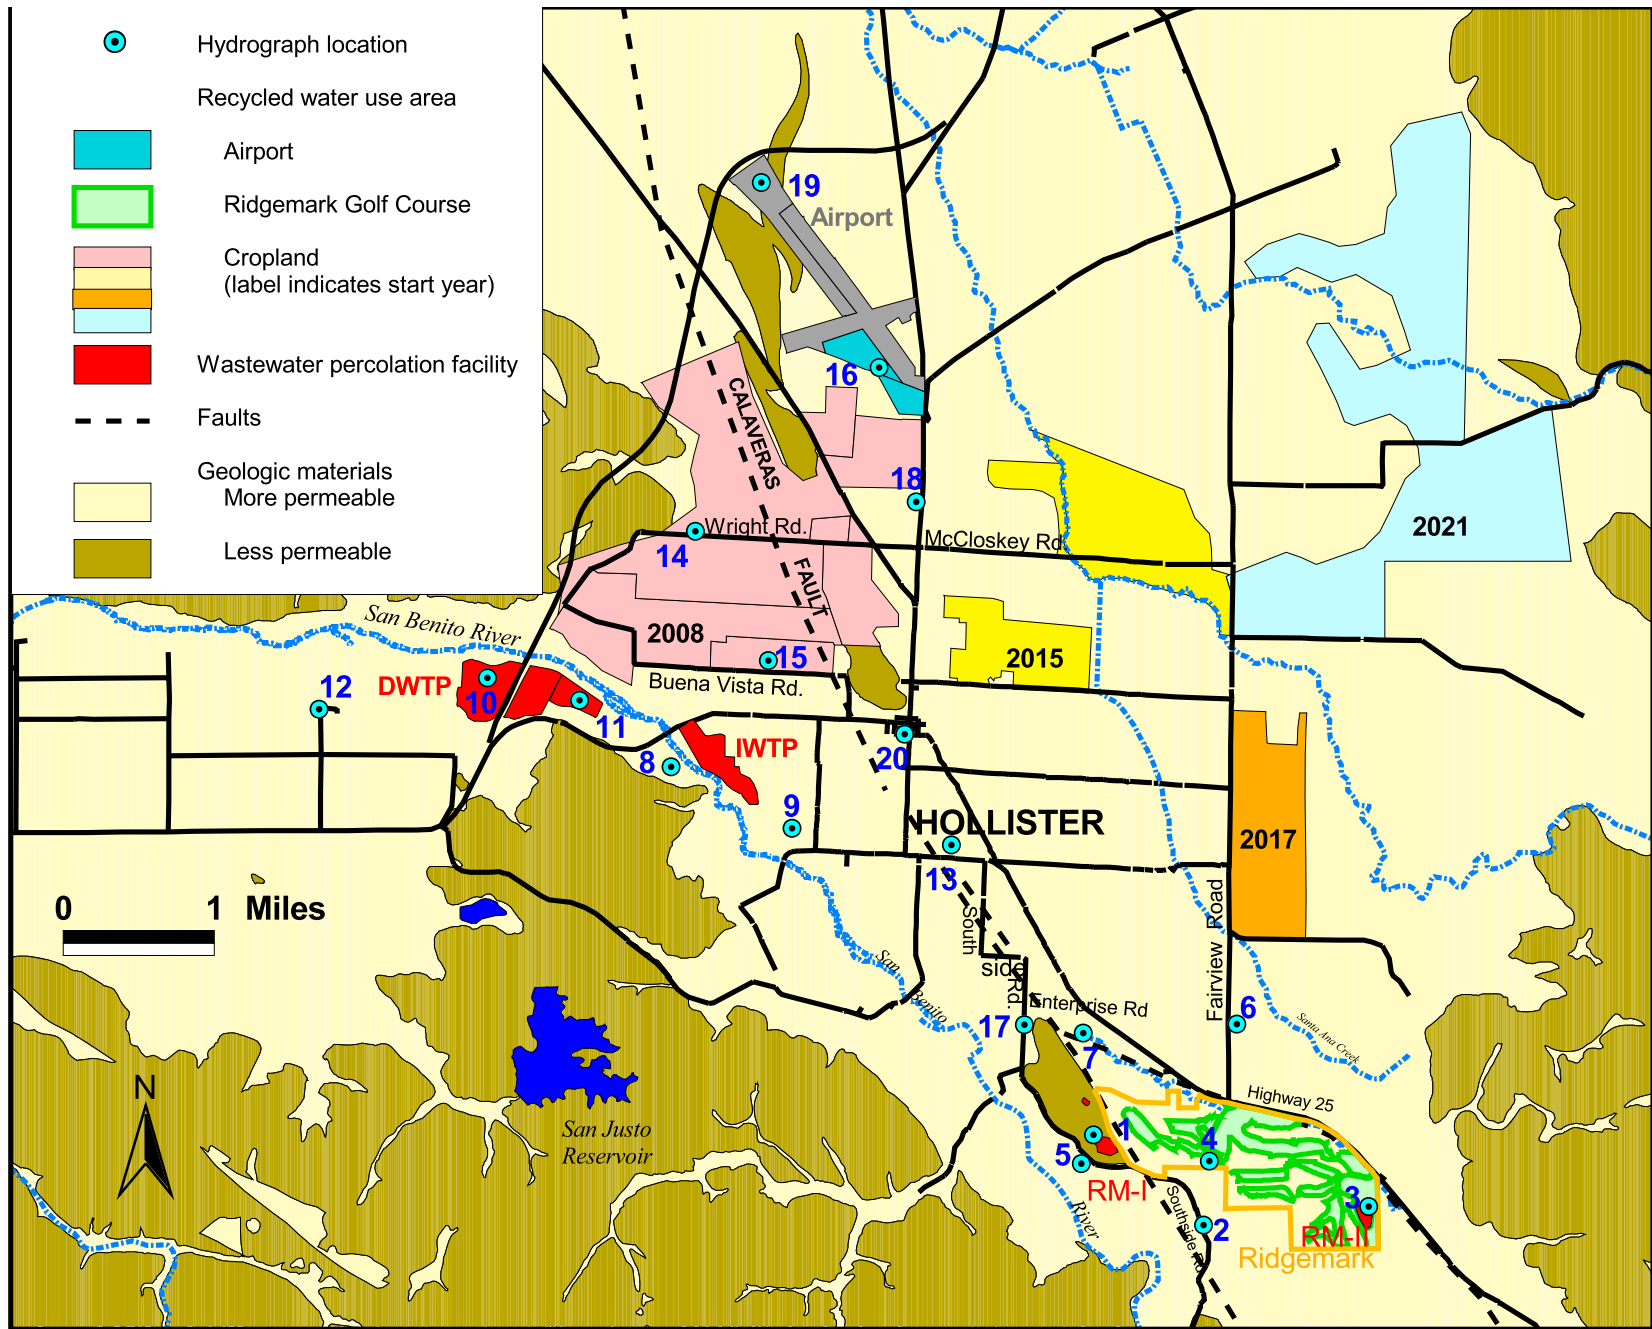 Hydrograph location
Recycled water use area
Airport
Ridgemark Golf Course
Cropland
(label indicates start year)
Wastewater percolation facility
Faults
Geologic materials
More permeable
Less permeable
19
Airport
16
CALAVERAS
FAULT
18
Wright Rd.
McCloskey Rd
14
2021
San Benito River
2008
2015
15
Buena Vista Rd.
DWTP
10
12
11
IWTP
8
20
9
HOLLISTER
2017
13
0 1 Miles
South
side
Rd.
San
Benito
River
Fairview Road
Enterprise Rd
17
7
6
Santa Ana Creek
Highway 25
N
San Justo
Reservoir
1
4
5
RM-I
3
2
Southside Rd.
RM-II
Ridgemark